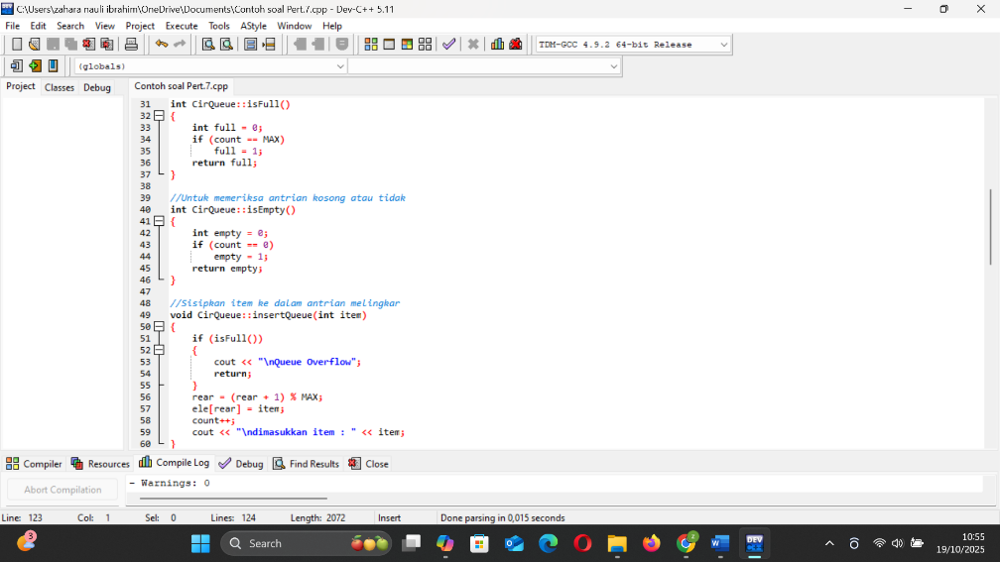 C:\Users\zahara nauli ibrahim\OneDrive\Documents\Contoh soal Pert.7.cpp - Dev-C++ 5.11
File Edit Search View Project Execute Tools AStyle Window Help
TDM-GCC 4.9.2 64-bit Release
(globals)
Project Classes Debug
Contoh soal Pert.7.cpp
31 int CirQueue::isFull()
32 {
33 int full = 0;
34 if (count == MAX)
35 full = 1;
36 return full;
37 }
38
39 //Untuk memeriksa antrian kosong atau tidak
40 int CirQueue::isEmpty()
41 {
42 int empty = 0;
43 if (count == 0)
44 empty = 1;
45 return empty;
46 }
47
48 //Sisipkan item ke dalam antrian melingkar
49 void CirQueue::insertQueue(int item)
50 {
51 if (isFull())
52 {
53 cout << "\nQueue Overflow";
54 return;
55 }
56 rear = (rear + 1) % MAX;
57 ele[rear] = item;
58 count++;
59 cout << "\ndimasukkan item : " << item;
60 }
Compiler Resources Compile Log Debug Find Results Close
Abort Compilation
- Warnings: 0
Line: 123 Col: 1 Sel: 0 Lines: 124 Length: 2072 Insert Done parsing in 0,015 seconds
3
Search
2
DEV
10:55
19/10/2025